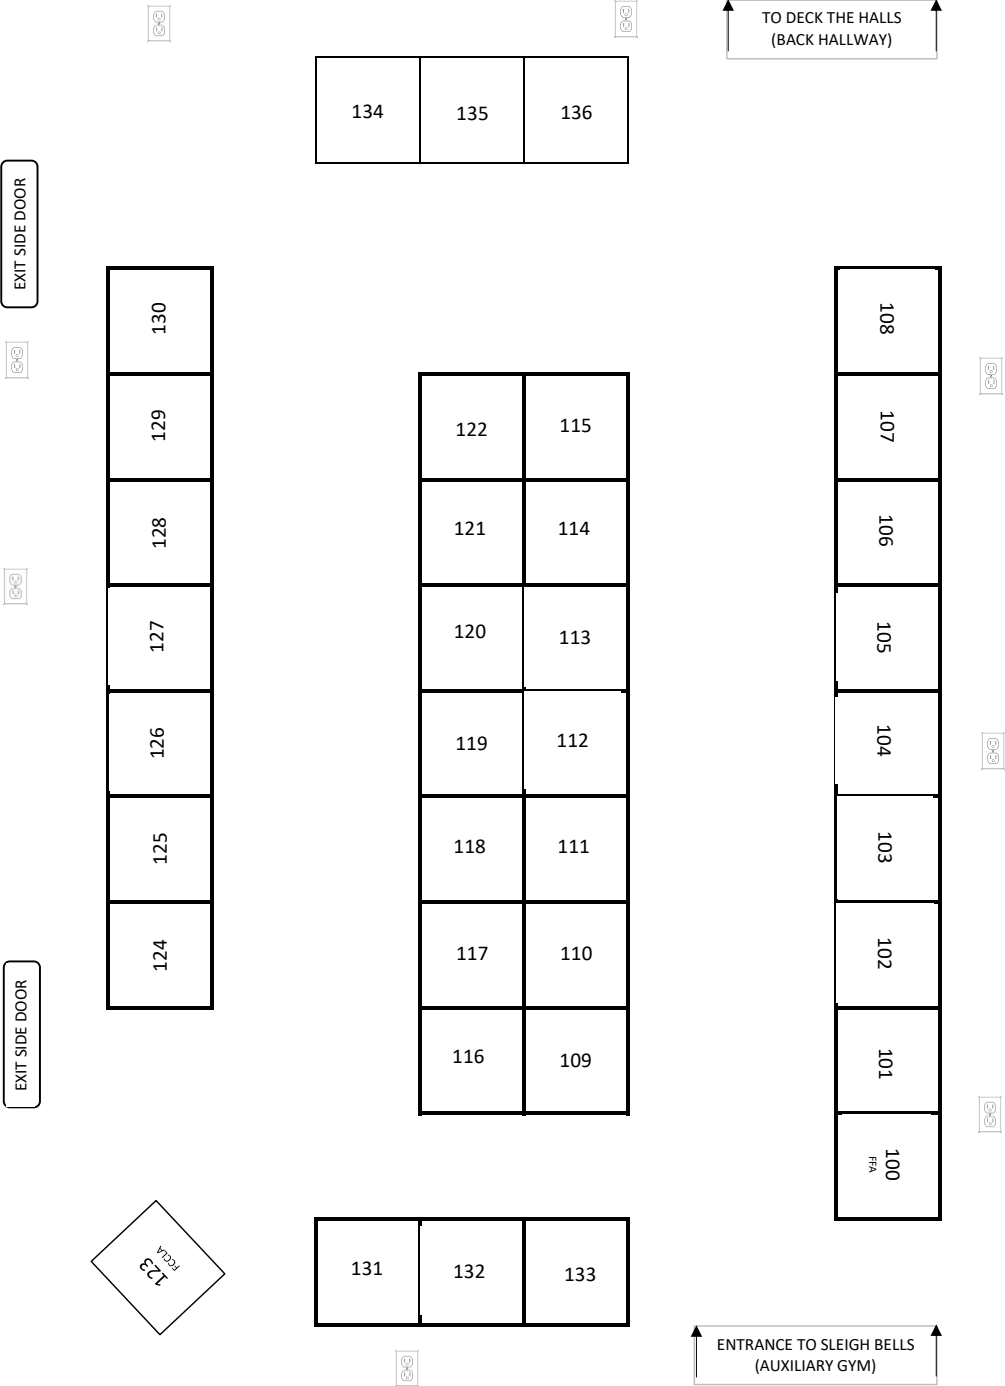 TO DECK THE HALLS
(BACK HALLWAY)
134 135 136
EXIT SIDE DOOR
130
108
129
122 115
107
128
121 114
106
127
120 113
105
126
119 112
104
125
118 111
103
124
117 110
102
EXIT SIDE DOOR
116 109
101
100
FFA
123
FCCLA
131 132 133
ENTRANCE TO SLEIGH BELLS
(AUXILIARY GYM)